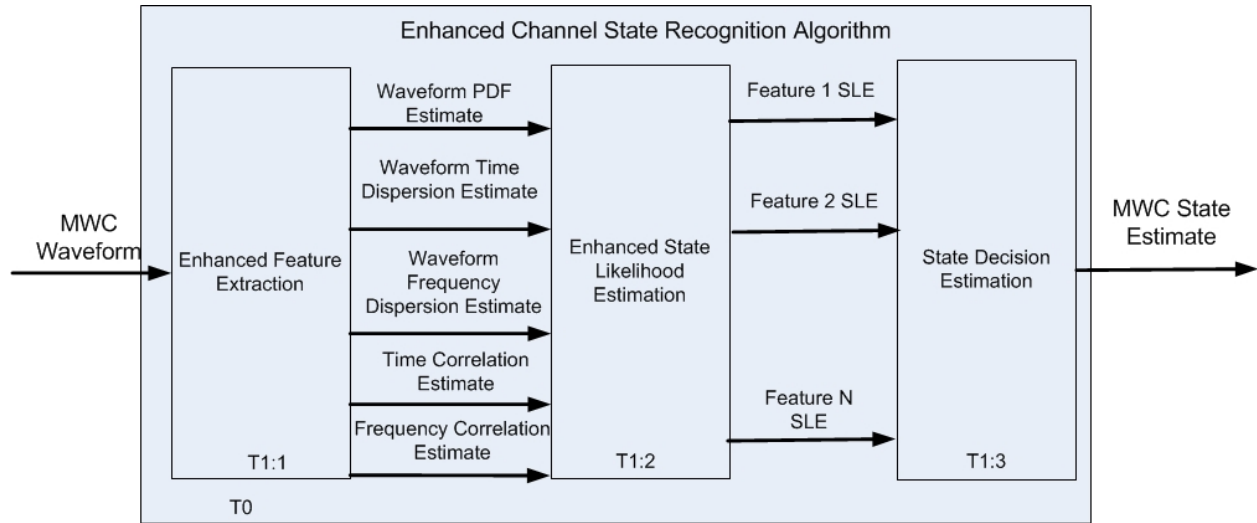 Enhanced Channel State Recognition Algorithm
MWC
Waveform
Enhanced Feature
Extraction
T1:1
Waveform PDF
Estimate
Waveform Time
Dispersion Estimate
Waveform
Frequency
Dispersion Estimate
Time Correlation
Estimate
Frequency Correlation
Estimate
Enhanced State
Likelihood
Estimation
T1:2
Feature 1 SLE
Feature 2 SLE
Feature N
SLE
State Decision
Estimation
T1:3
MWC State
Estimate
T0